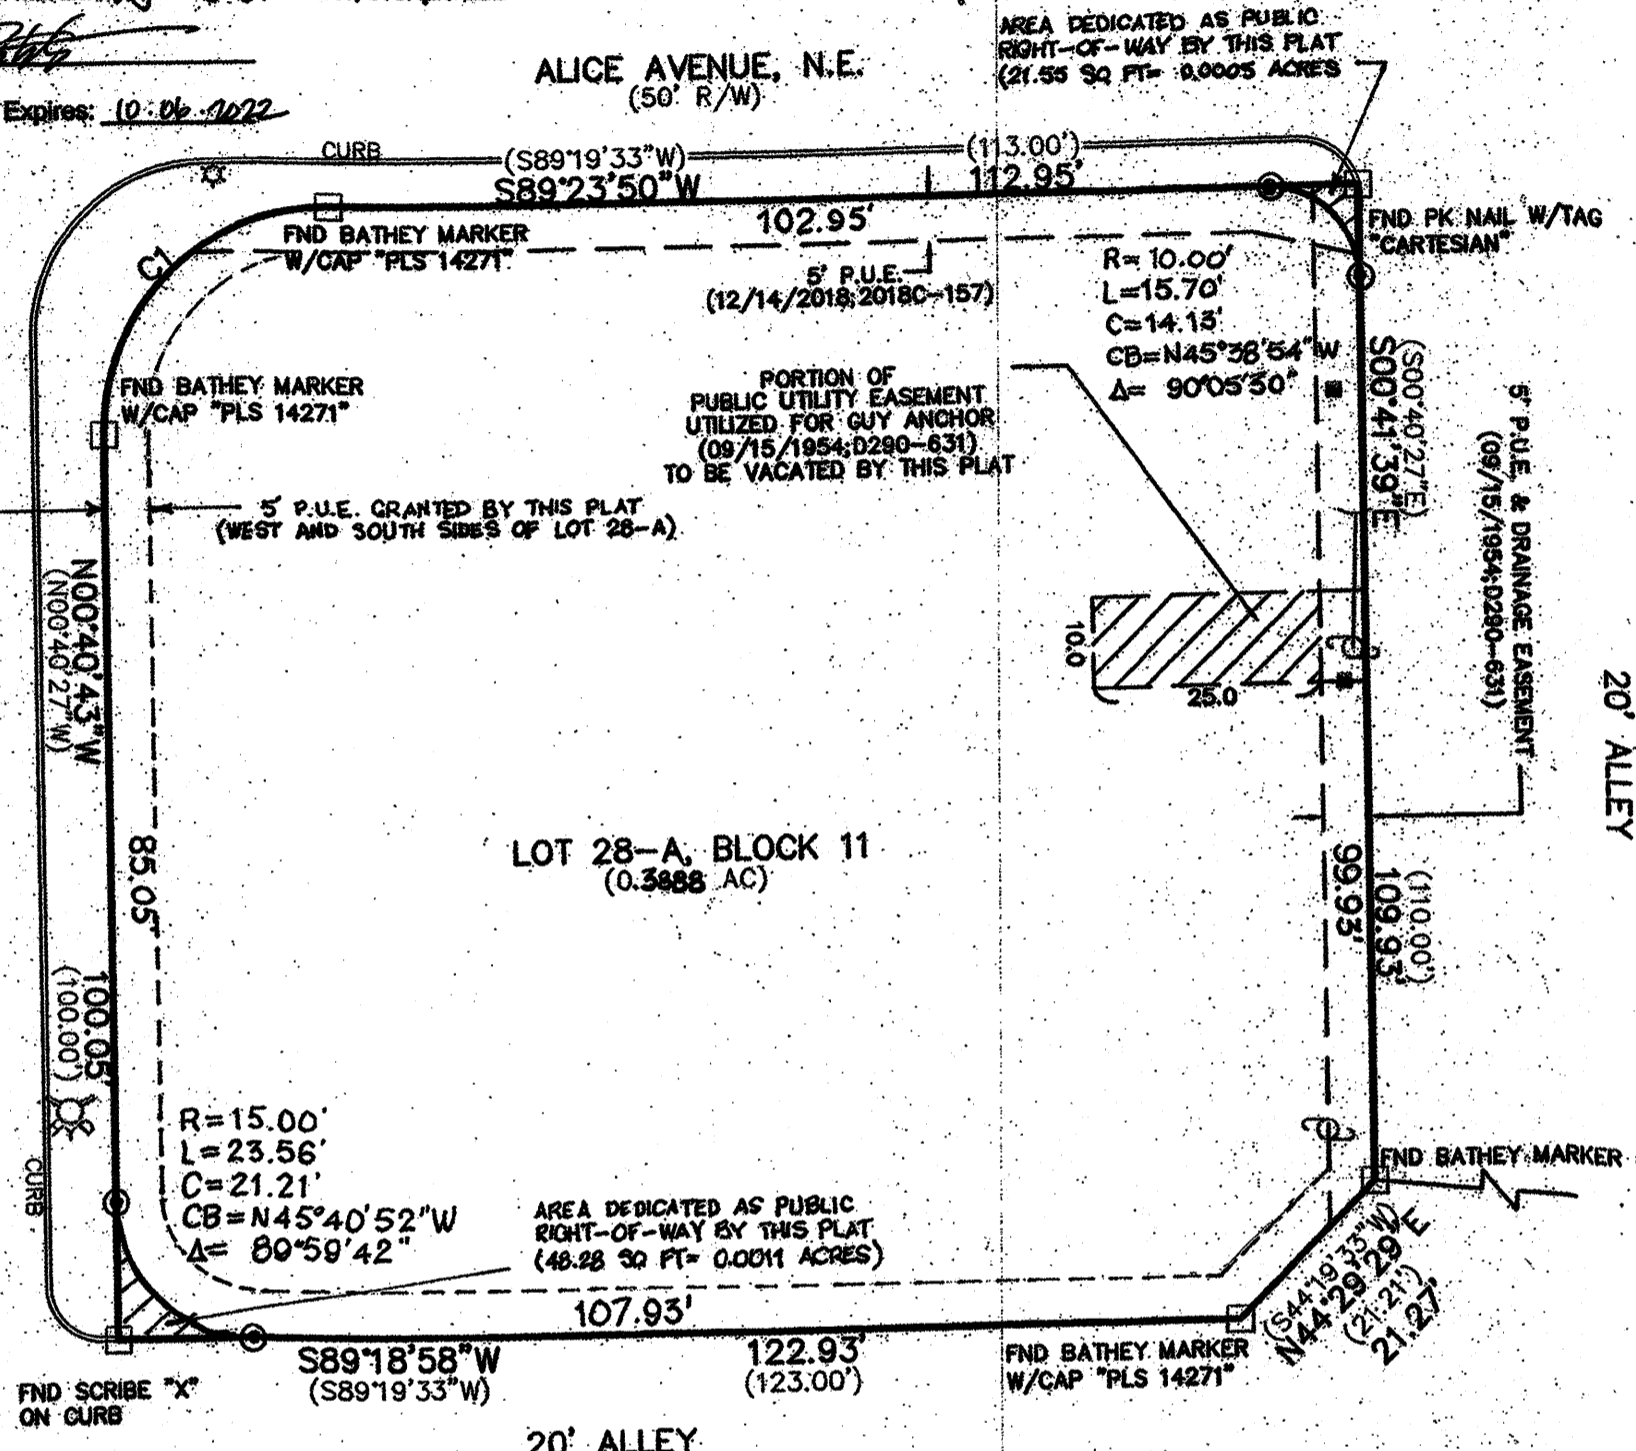 ALICE AVENUE, N.E.
(50' R/W)
AREA DEDICATED AS PUBLIC
RIGHT-OF-WAY BY THIS PLAT
(21.55 SQ FT= 0.0005 ACRES
Expires: 10.06.2022
CURB
(S89°19'33"W)
S89°23'50"W
(113.00')
112.95'
102.95'
FND BATHEY MARKER
W/CAP "PLS 14271"
C1
5' P.U.E.
(12/14/2018;2018C-157)
FND PK NAIL W/TAG
"CARTESIAN"
R= 10.00'
L=15.70'
C=14.13'
CB=N45°38'54"W
Δ= 90°05'30"
FND BATHEY MARKER
W/CAP "PLS 14271"
PORTION OF
PUBLIC UTILITY EASEMENT
UTILIZED FOR GUY ANCHOR
(09/15/1954;D290-631)
TO BE VACATED BY THIS PLAT
S00°41'39"E
(S00°40'27"E)
5' P.U.E. & DRAINAGE EASEMENT
(09/15/1954;D290-631)
5' P.U.E. GRANTED BY THIS PLAT
(WEST AND SOUTH SIDES OF LOT 28-A)
N00°40'43"W
(N00°40'27"W)
10.0
25.0
20' ALLEY
85.05'
LOT 28-A, BLOCK 11
(0.3888 AC)
99.93'
109.93'
(110.00')
100.05'
(100.00')
CURB
R=15.00'
L=23.56'
C=21.21'
CB=N45°40'52"W
Δ= 89°59'42"
AREA DEDICATED AS PUBLIC
RIGHT-OF-WAY BY THIS PLAT
(48.28 SQ FT= 0.0011 ACRES)
FND BATHEY MARKER
(S44°19'33"W)
N44°29'29"E
(21.21')
21.27'
107.93'
S89°18'58"W
(S89°19'33"W)
122.93'
(123.00')
FND BATHEY MARKER
W/CAP "PLS 14271"
FND SCRIBE "X"
ON CURB
20' ALLEY